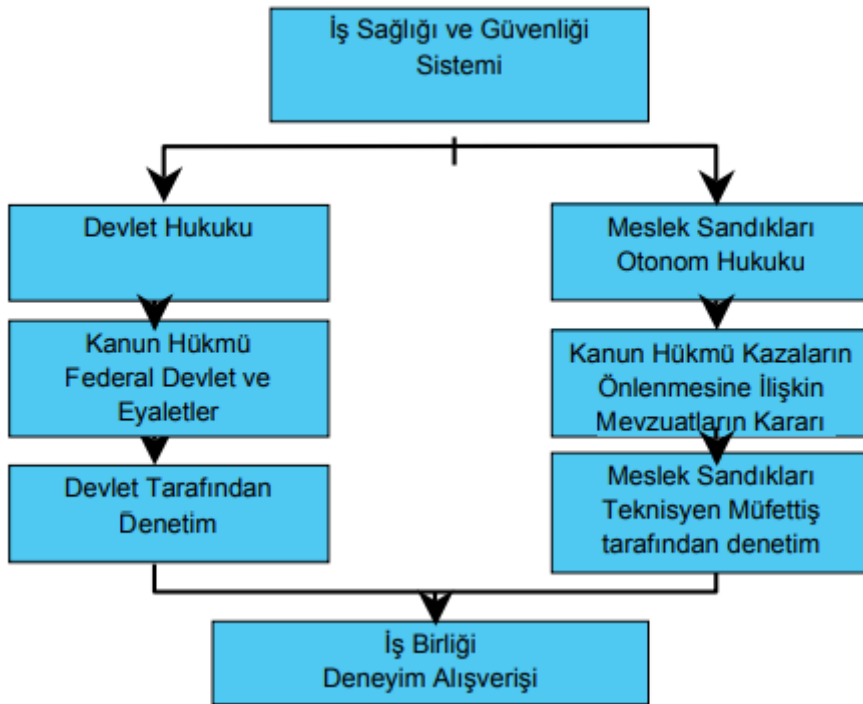 İş Sağlığı ve Güvenliği
Sistemi
Devlet Hukuku
Meslek Sandıkları
Otonom Hukuku
Kanun Hükmü
Federal Devlet ve
Eyaletler
Kanun Hükmü Kazaların
Önlenmesine İlişkin
Mevzuatların Kararı
Devlet Tarafından
Denetim
Meslek Sandıkları
Teknisyen Müfettiş
tarafından denetim
İş Birliği
Deneyim Alışverişi